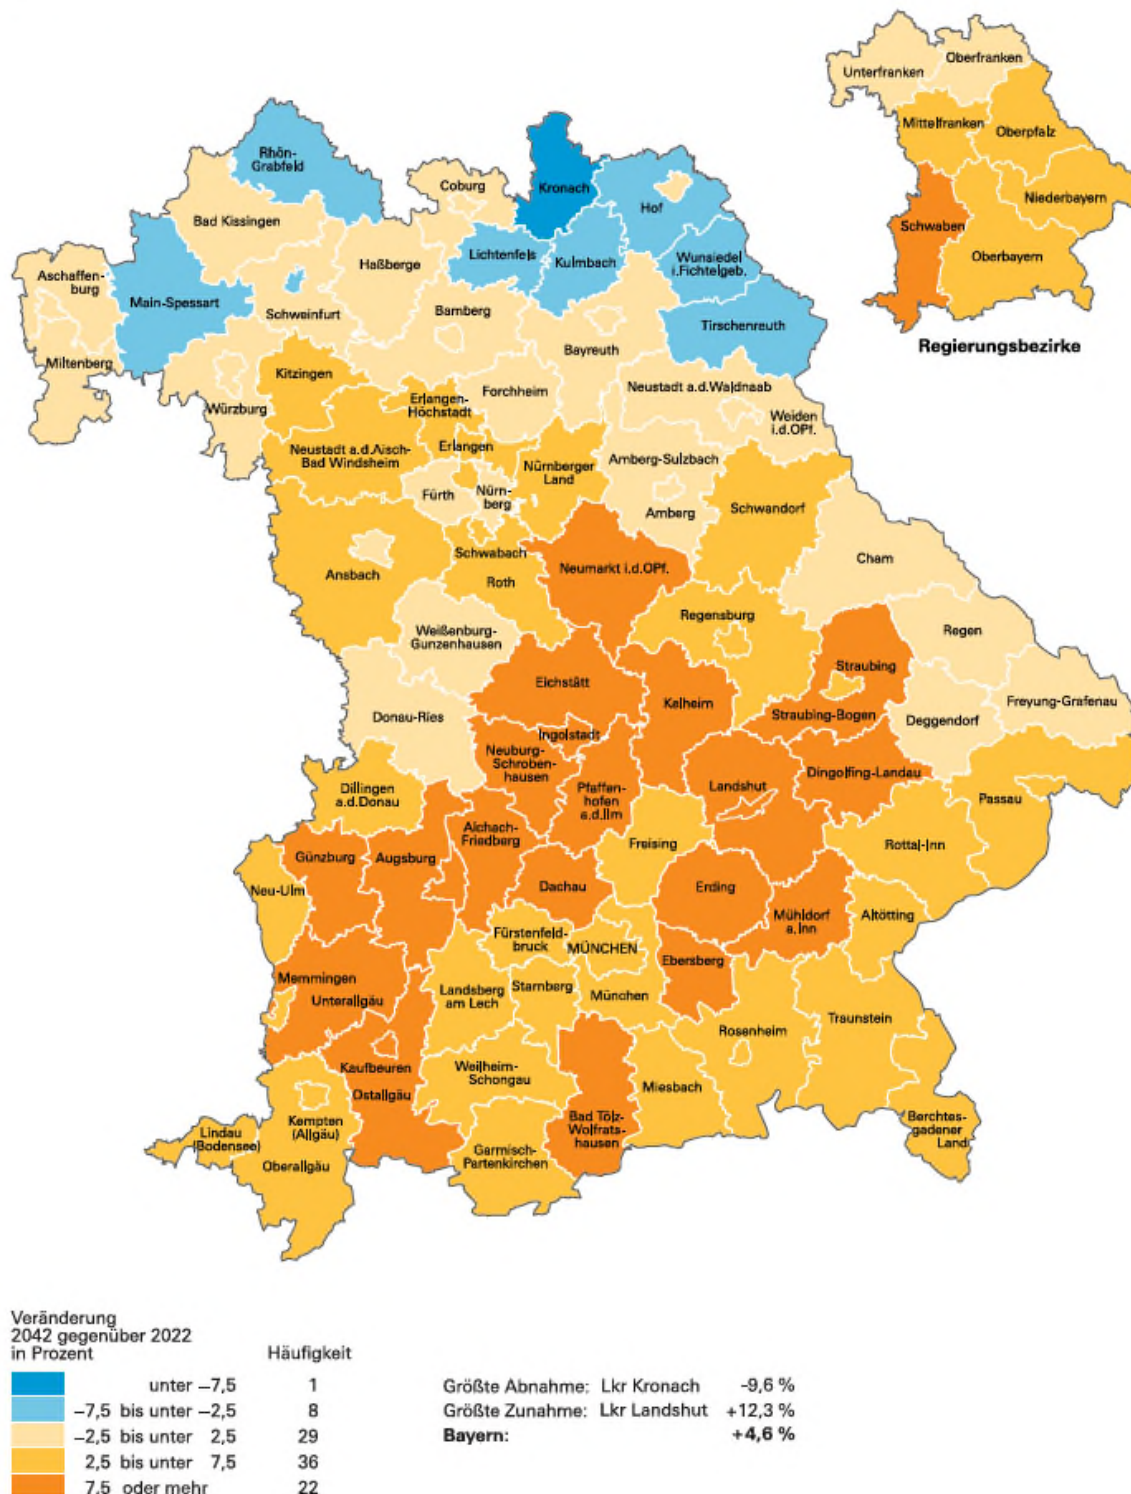 Unterfranken
Oberfranken
Mittelfranken
Oberpfalz
Niederbayern
Schwaben
Oberbayern
Regierungsbezirke
Rhön-
Grabfeld
Coburg
Kronach
Hof
Bad Kissingen
Lichtenfels
Kulmbach
Wunsiedel
i.Fichtelgeb.
Aschaffen-
burg
Main-Spessart
Haßberge
Schweinfurt
Bamberg
Tirschenreuth
Bayreuth
Miltenberg
Kitzingen
Würzburg
Erlangen-
Höchstadt
Forchheim
Neustadt a.d.Waldnaab
Weiden
i.d.OPf.
Neustadt a.d.Aisch-
Bad Windsheim
Erlangen
Nürnberger
Land
Amberg-Sulzbach
Fürth
Nürn-
berg
Amberg
Schwandorf
Schwabach
Ansbach
Roth
Neumarkt i.d.OPf.
Cham
Regensburg
Weißenburg-
Gunzenhausen
Regen
Straubing
Eichstätt
Kelheim
Freyung-Grafenau
Donau-Ries
Straubing-Bogen
Deggendorf
Ingolstadt
Neuburg-
Schroben-
hausen
Dingolfing-Landau
Dillingen
a.d.Donau
Pfaffen-
hofen
a.d.Ilm
Landshut
Passau
Aichach-
Friedberg
Freising
Rottal-Inn
Günzburg
Augsburg
Neu-Ulm
Dachau
Erding
Mühldorf
a.Inn
Altötting
Fürstenfeld-
bruck
MÜNCHEN
Ebersberg
Memmingen
Unterallgäu
Landsberg
am Lech
Starnberg
München
Rosenheim
Traunstein
Kaufbeuren
Ostallgäu
Weilheim-
Schongau
Miesbach
Bad Tölz-
Wolfrats-
hausen
Berchtes-
gadener
Land
Lindau
(Bodensee)
Kempten
(Allgäu)
Oberallgäu
Garmisch-
Partenkirchen
Veränderung
2042 gegenüber 2022
in Prozent Häufigkeit
unter –7,5 1
–7,5 bis unter –2,5 8
–2,5 bis unter 2,5 29
2,5 bis unter 7,5 36
7,5 oder mehr 22
Größte Abnahme: Lkr Kronach -9,6 %
Größte Zunahme: Lkr Landshut +12,3 %
Bayern: +4,6 %